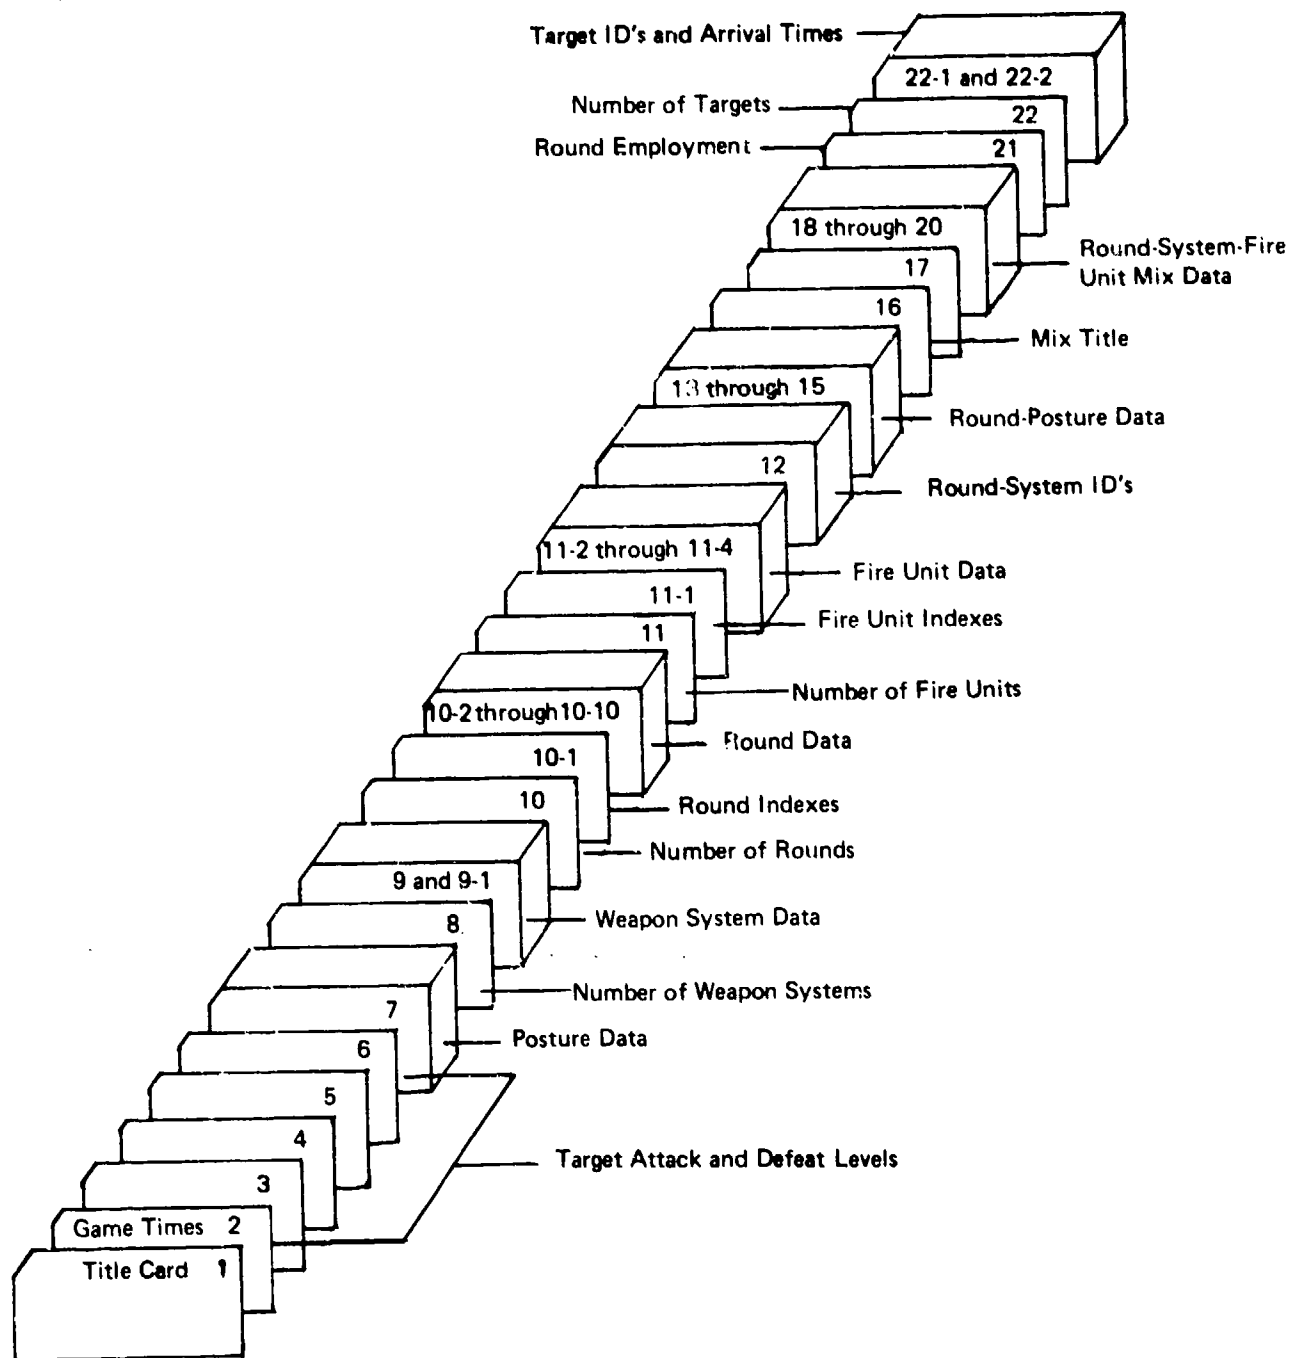 Target ID's and Arrival Times
22-1 and 22-2
Number of Targets
22
Round Employment
21
18 through 20
Round-System-Fire
Unit Mix Data
17
16
Mix Title
13 through 15
Round-Posture Data
12
Round-System ID's
11-2 through 11-4
Fire Unit Data
11-1
Fire Unit Indexes
11
Number of Fire Units
10-2 through 10-10
Round Data
10-1
Round Indexes
10
Number of Rounds
9 and 9-1
Weapon System Data
8
Number of Weapon Systems
7
Posture Data
6
5
4
Target Attack and Defeat Levels
3
Game Times 2
Title Card 1